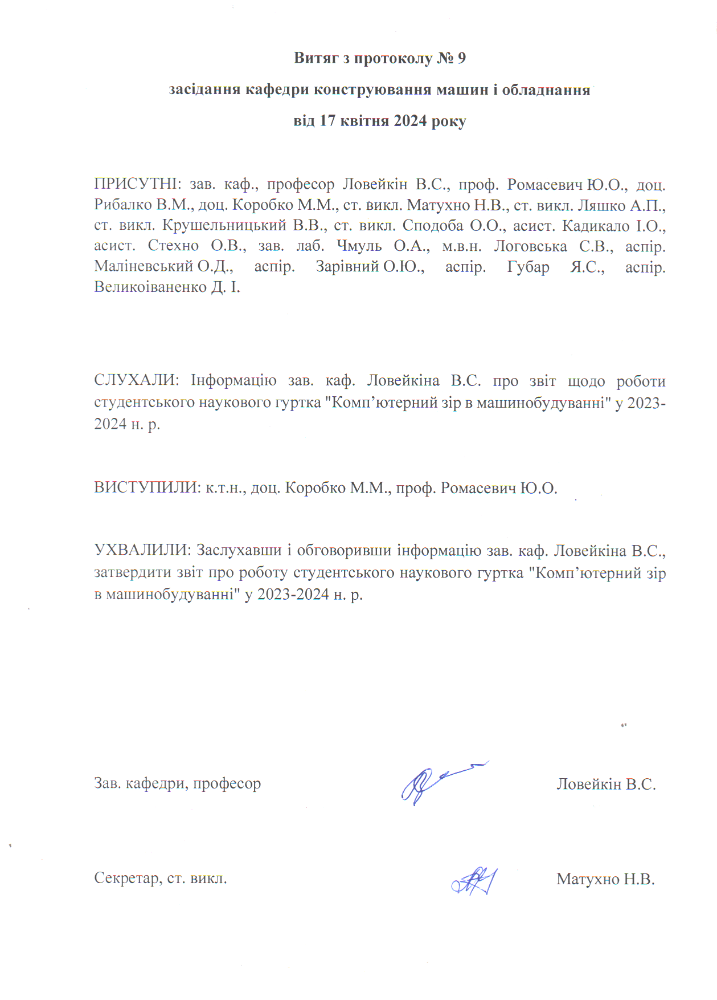 Витяг з протоколу № 9
засідання кафедри конструювання машин і обладнання
від 17 квітня 2024 року
ПРИСУТНІ: зав. каф., професор Ловейкін В.С., проф. Ромасевич Ю.О., доц.
Рибалко В.М., доц. Коробко М.М., ст. викл. Матухно Н.В., ст. викл. Ляшко А.П.,
ст. викл. Крушельницький В.В., ст. викл. Сподоба О.О., асист. Кадикало І.О.,
асист. Стехно О.В., зав. лаб. Чмуль О.А., м.в.н. Логовська С.В., аспір.
Маліневський О.Д., аспір. Зарівний О.Ю., аспір. Губар Я.С., аспір.
Великоіваненко Д. І.
СЛУХАЛИ: Інформацію зав. каф. Ловейкіна В.С. про звіт щодо роботи
студентського наукового гуртка "Комп’ютерний зір в машинобудуванні" у 2023-
2024 н. р.
ВИСТУПИЛИ: к.т.н., доц. Коробко М.М., проф. Ромасевич Ю.О.
УХВАЛИЛИ: Заслухавши і обговоривши інформацію зав. каф. Ловейкіна В.С.,
затвердити звіт про роботу студентського наукового гуртка "Комп’ютерний зір
в машинобудуванні" у 2023-2024 н. р.
Зав. кафедри, професор Ловейкін В.С.
Секретар, ст. викл. Матухно Н.В.